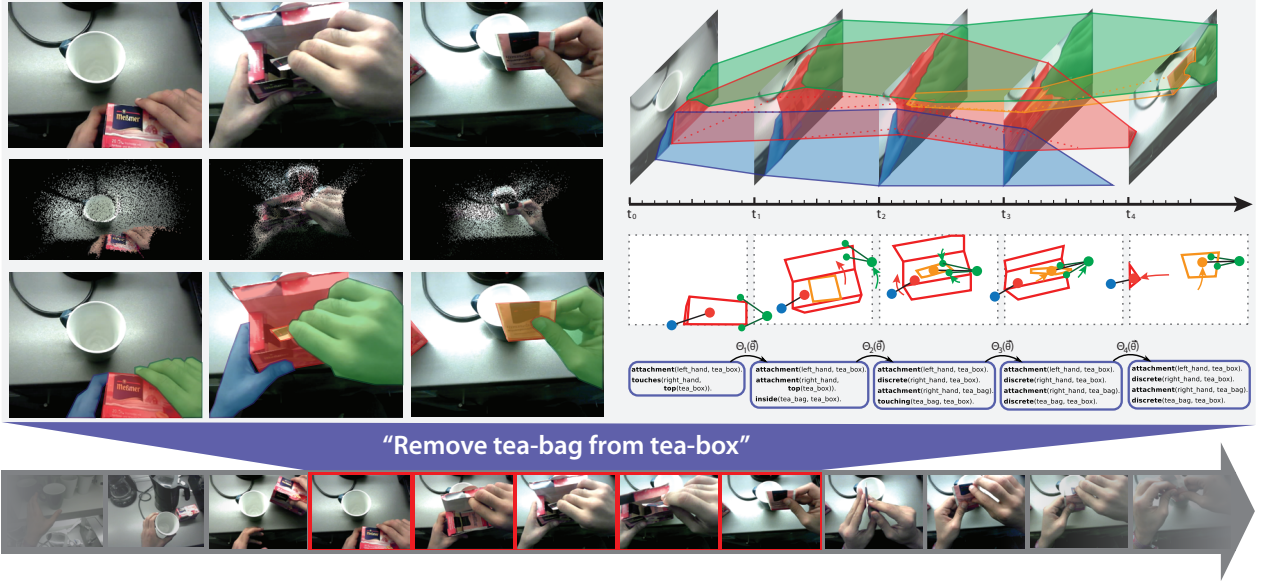 Meßmer
Meßmer
t0
t1
t2
t3
t4
Θ1(θ⃗)
Θ2(θ⃗)
Θ3(θ⃗)
Θ4(θ⃗)
attachment(left_hand, tea_box).
touches(right_hand,
top(tea_box)).
attachment(left_hand, tea_box).
attachment(right_hand,
top(tea_box)).
inside(tea_bag, tea_box).
attachment(left_hand, tea_box).
discrete(right_hand, tea_box).
attachment(right_hand, tea_bag).
touching(tea_bag, tea_box).
attachment(left_hand, tea_box).
discrete(right_hand, tea_box).
attachment(right_hand, tea_bag).
discrete(tea_bag, tea_box).
attachment(left_hand, tea_box).
discrete(right_hand, tea_box).
attachment(right_hand, tea_bag).
discrete(tea_bag, tea_box).
“Remove tea-bag from tea-box”